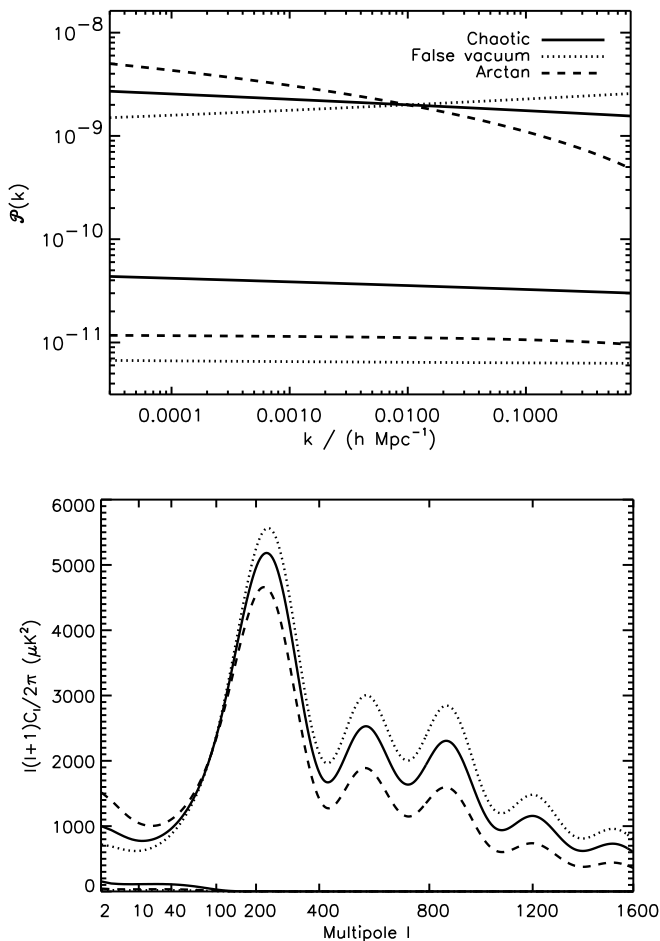 10⁻⁸
Chaotic
False vacuum
Arctan
10⁻⁹
𝒫(k)
10⁻¹⁰
10⁻¹¹
0.0001 0.0010 0.0100 0.1000
k / (h Mpc⁻¹)
6000
5000
4000
l(l+1)Cₗ/2π (μK²)
3000
2000
1000
0
2 10 40 100 200 400 800 1200 1600
Multipole l